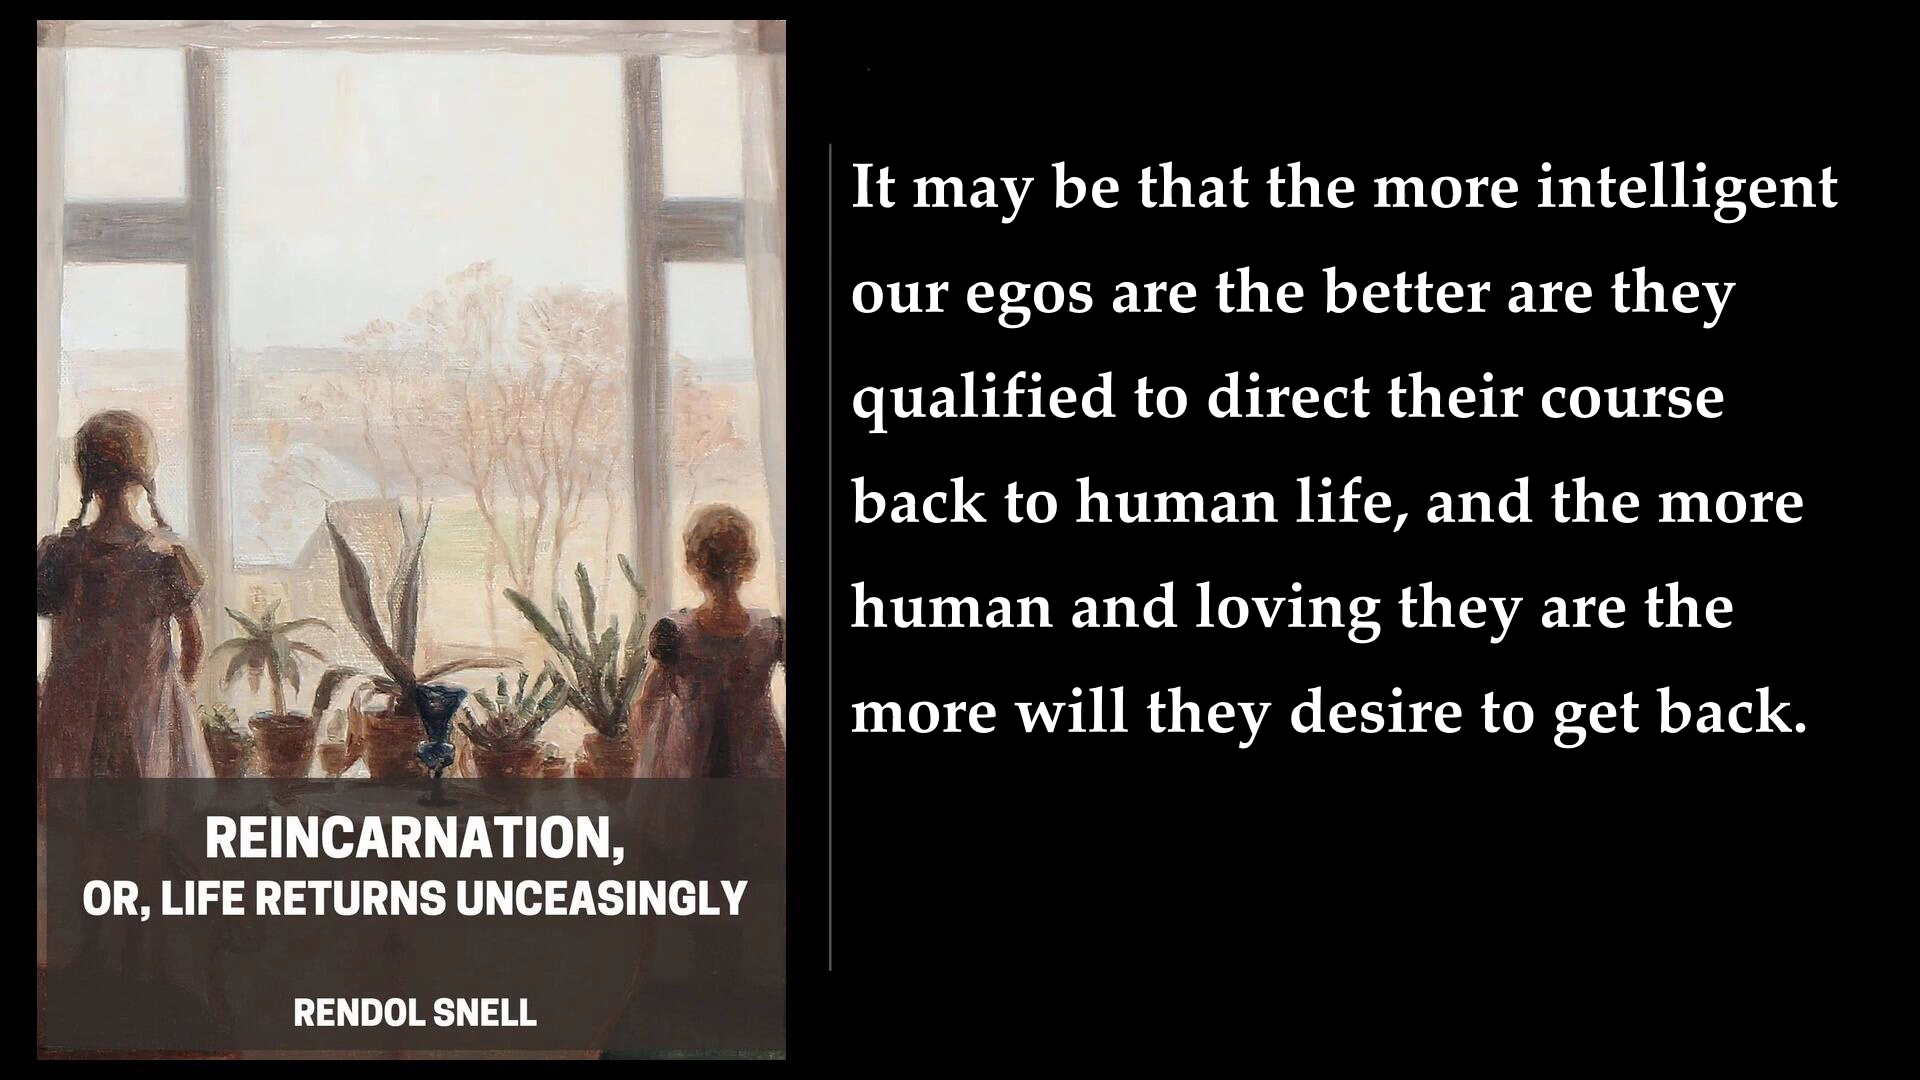 REINCARNATION,
OR, LIFE RETURNS UNCEASINGLY
RENDOL SNELL
It may be that the more intelligent
our egos are the better are they
qualified to direct their course
back to human life, and the more
human and loving they are the
more will they desire to get back.